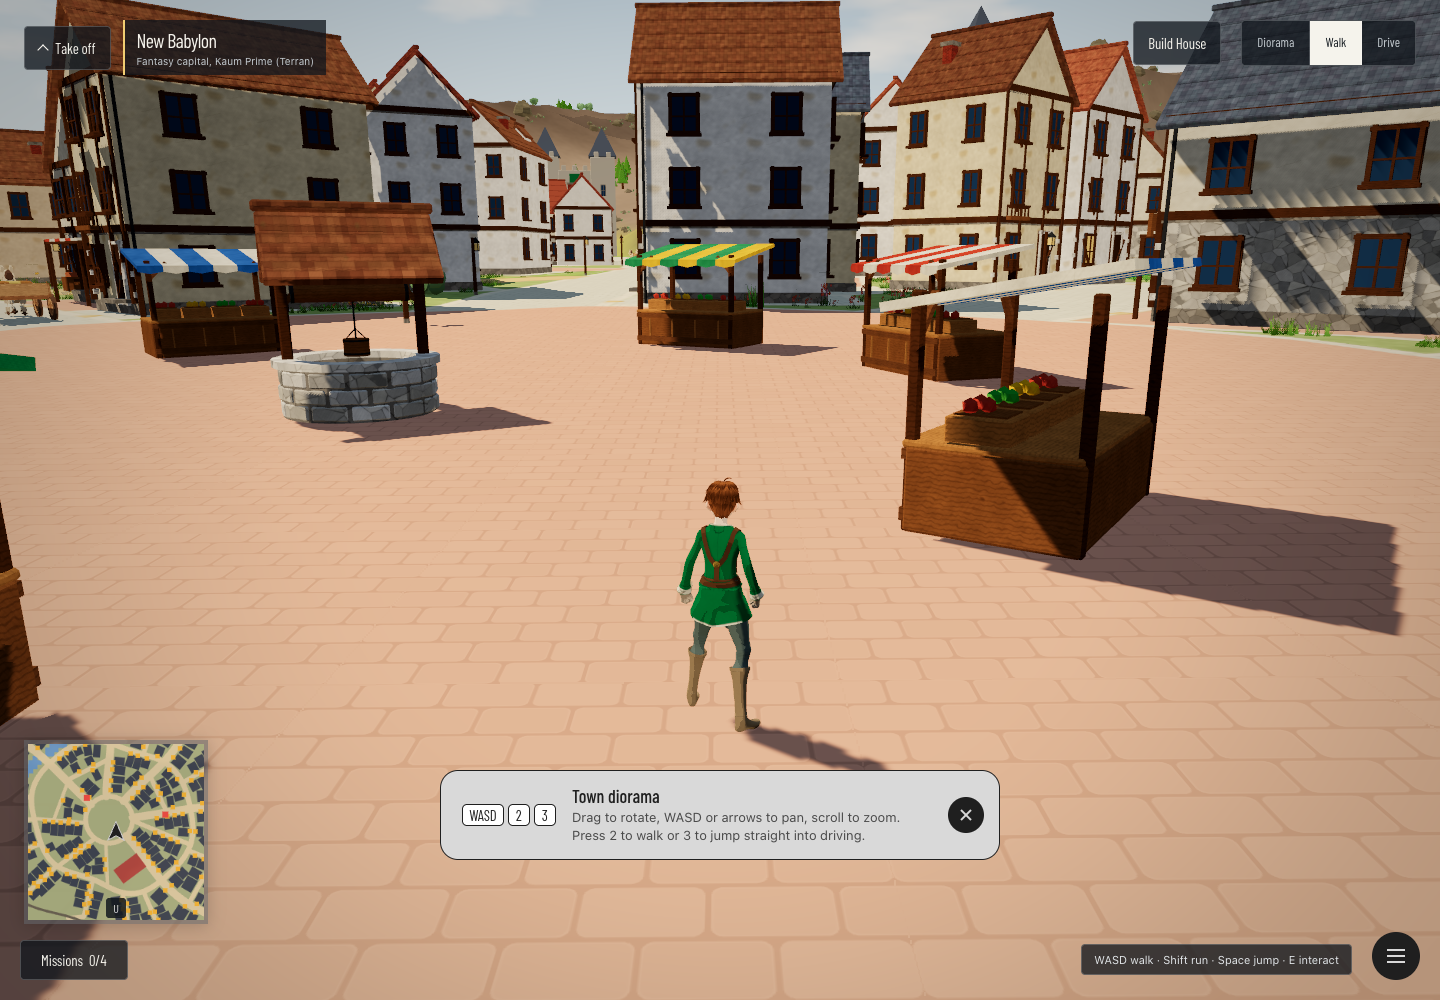 Take off
New Babylon
Fantasy capital, Kaum Prime (Terran)
Build House
Diorama
Walk
Drive
WASD
2
3
Town diorama
Drag to rotate, WASD or arrows to pan, scroll to zoom.
Press 2 to walk or 3 to jump straight into driving.
U
Missions 0/4
WASD walk · Shift run · Space jump · E interact